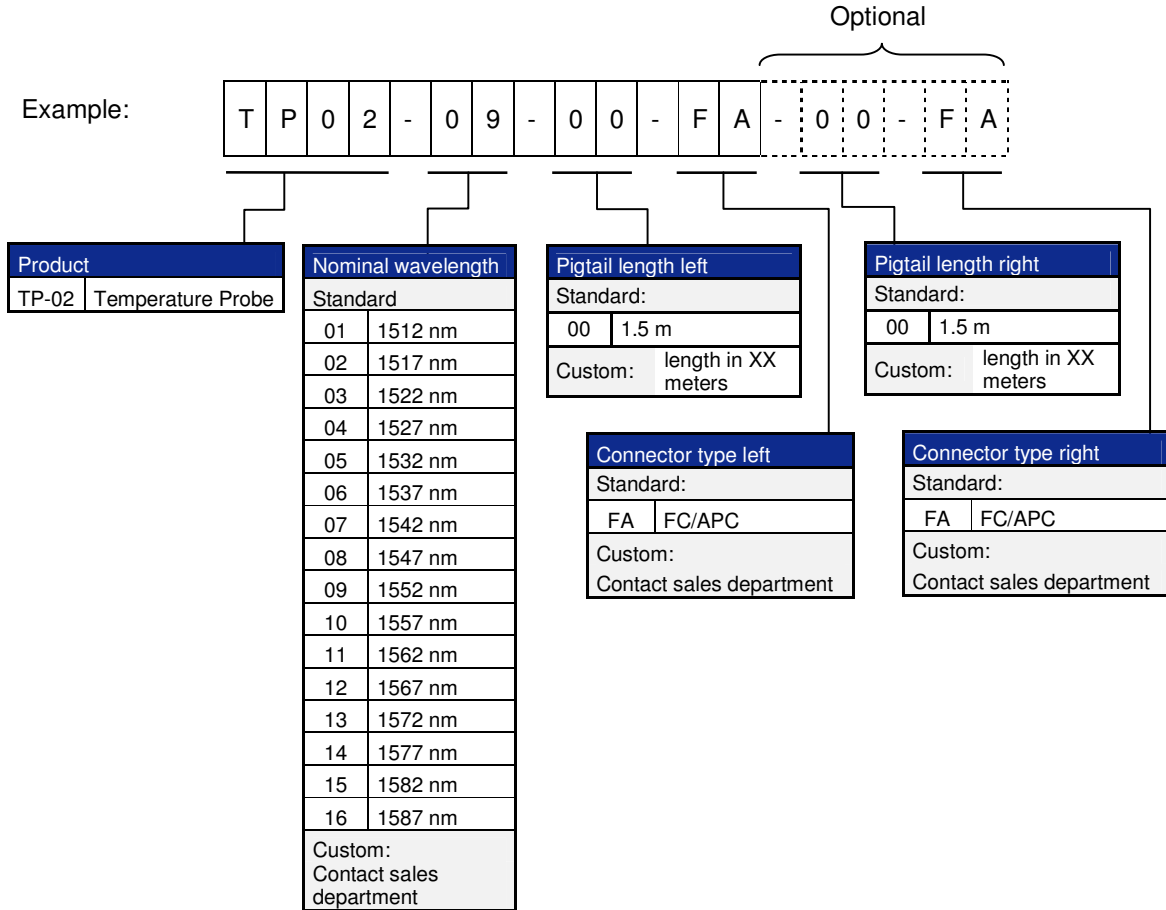 Optional
Example:
T P 0 2 - 0 9 - 0 0 - F A - 0 0 - F A
Product
TP-02 Temperature Probe
Nominal wavelength
Standard
01 1512 nm
02 1517 nm
03 1522 nm
04 1527 nm
05 1532 nm
06 1537 nm
07 1542 nm
08 1547 nm
09 1552 nm
10 1557 nm
11 1562 nm
12 1567 nm
13 1572 nm
14 1577 nm
15 1582 nm
16 1587 nm
Custom:
Contact sales
department
Pigtail length left
Standard:
00 1.5 m
Custom: length in XX
meters
Connector type left
Standard:
FA FC/APC
Custom:
Contact sales department
Pigtail length right
Standard:
00 1.5 m
Custom: length in XX
meters
Connector type right
Standard:
FA FC/APC
Custom:
Contact sales department